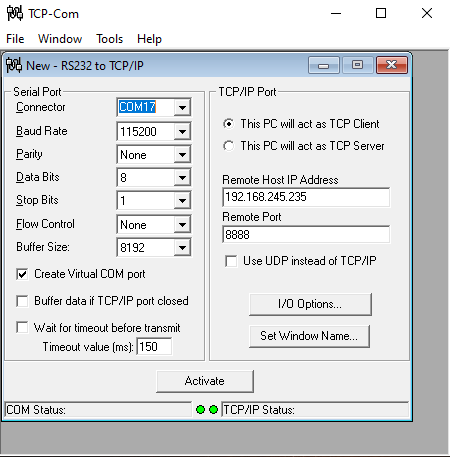 TCP-Com
File Window Tools Help
New - RS232 to TCP/IP
Serial Port
Connector COM17
Baud Rate 115200
Parity None
Data Bits 8
Stop Bits 1
Flow Control None
Buffer Size: 8192
Create Virtual COM port
Buffer data if TCP/IP port closed
Wait for timeout before transmit
Timeout value (ms): 150
TCP/IP Port
This PC will act as TCP Client
This PC will act as TCP Server
Remote Host IP Address
192.168.245.235
Remote Port
8888
Use UDP instead of TCP/IP
I/O Options...
Set Window Name...
Activate
COM Status: TCP/IP Status: